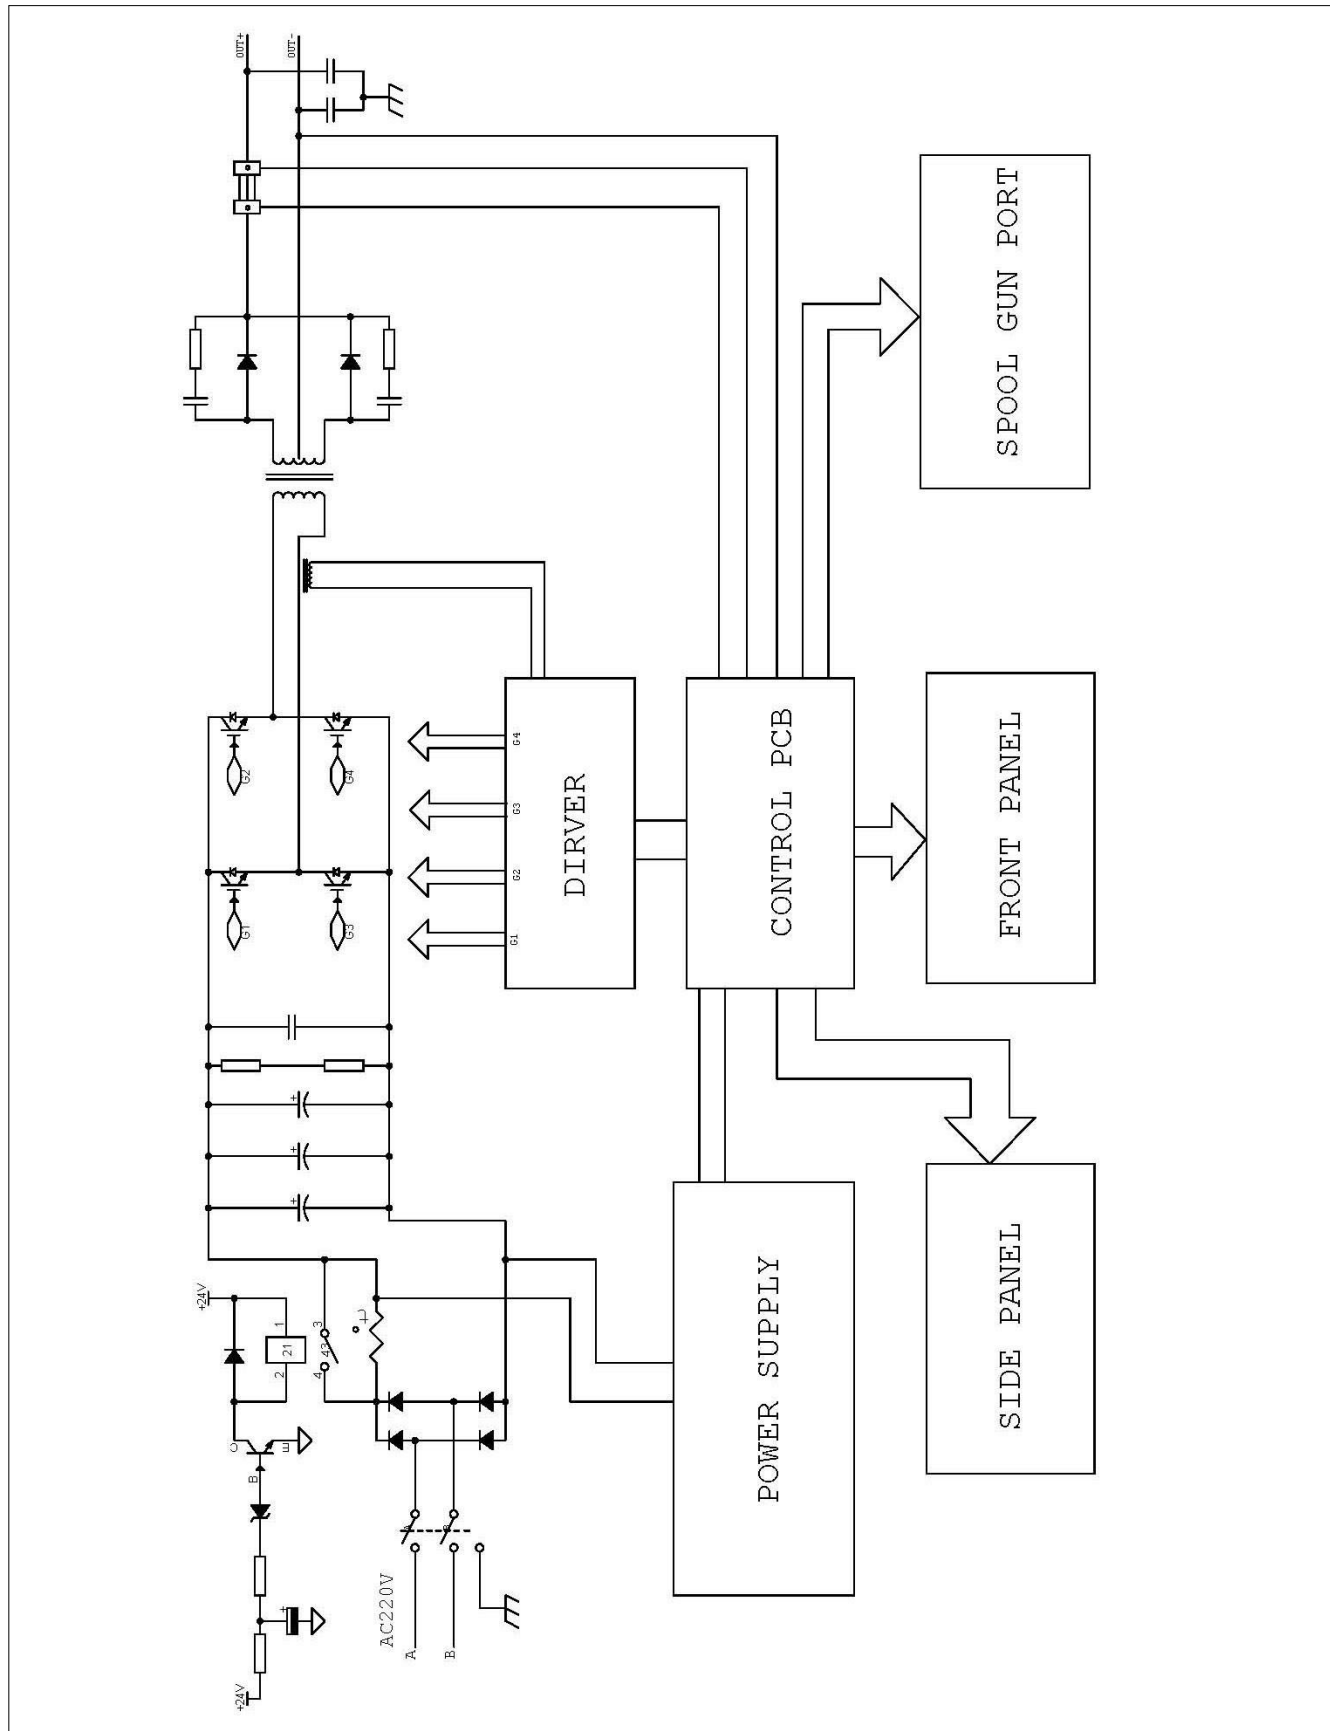 OUT+
OUT-
SPOOL GUN PORT
G2
G4
G4
G3
G2
G1
G1
G3
DIRVER
CONTROL PCB
FRONT PANEL
+24V
1
21
2
3
43
4
t°
C
B
E
+
+
+
+
+24V
AC220V
A
B
A
B
POWER SUPPLY
SIDE PANEL